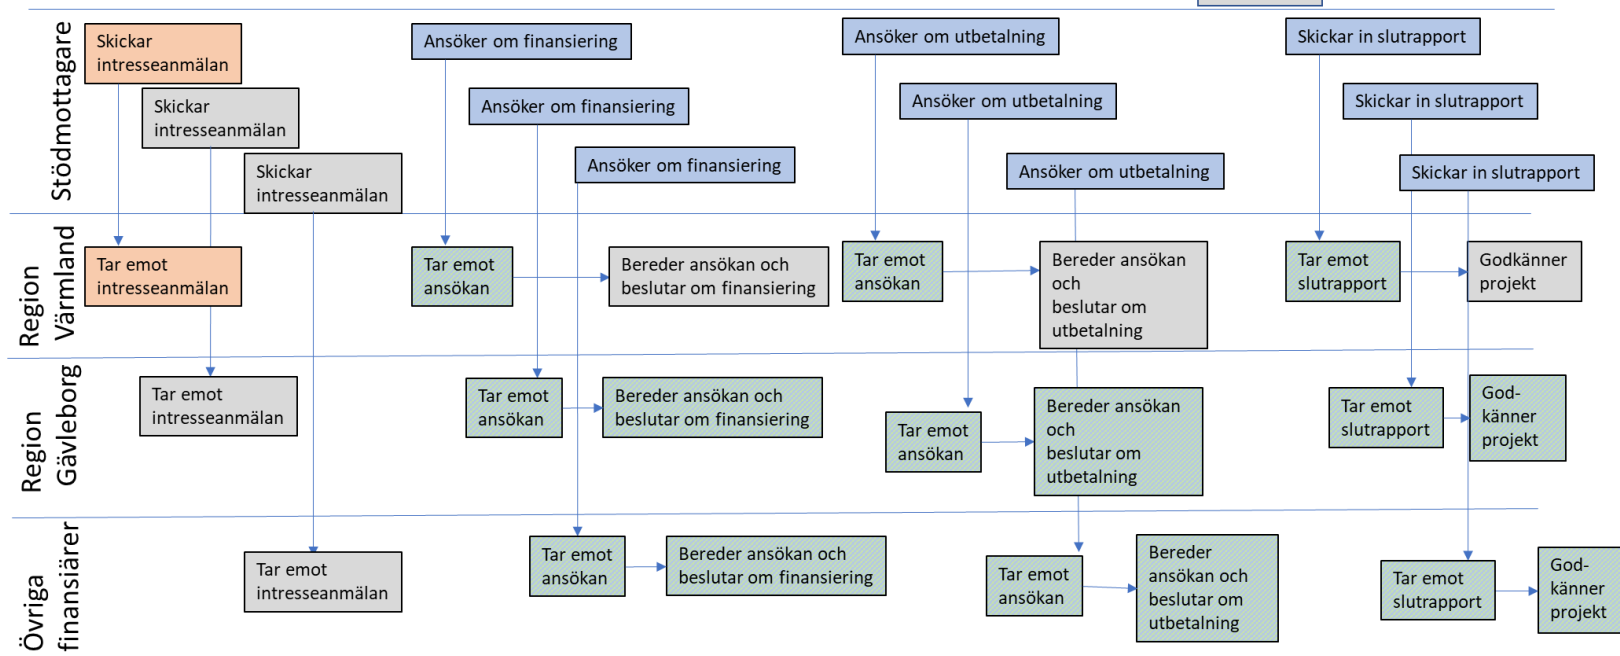 Stödmottagare
Skickar
intresseanmälan
Skickar
intresseanmälan
Skickar
intresseanmälan
Ansöker om finansiering
Ansöker om finansiering
Ansöker om finansiering
Ansöker om utbetalning
Ansöker om utbetalning
Ansöker om utbetalning
Skickar in slutrapport
Skickar in slutrapport
Skickar in slutrapport
Region
Värmland
Tar emot
intresseanmälan
Tar emot
ansökan
Bereder ansökan och
beslutar om finansiering
Tar emot
ansökan
Bereder ansökan
och
beslutar om
utbetalning
Tar emot
slutrapport
Godkänner
projekt
Region
Gävleborg
Tar emot
intresseanmälan
Tar emot
ansökan
Bereder ansökan och
beslutar om finansiering
Tar emot
ansökan
Bereder ansökan
och
beslutar om
utbetalning
Tar emot
slutrapport
God-
känner
projekt
Övriga
finansiärer
Tar emot
intresseanmälan
Tar emot
ansökan
Bereder ansökan och
beslutar om finansiering
Tar emot
ansökan
Bereder
ansökan och
beslutar om
utbetalning
Tar emot
slutrapport
God-
känner
projekt